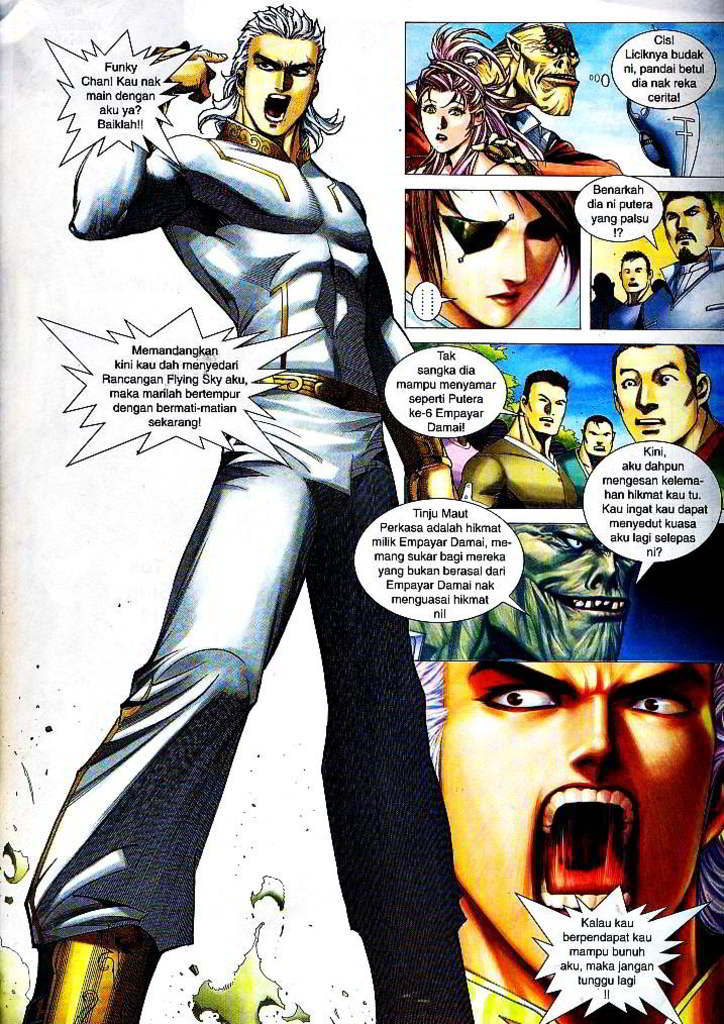 Funky
Chan! Kau nak
main dengan
aku ya?
Baiklah!!
Cis!
Liciknya budak
ni, pandai betul
dia nak reka
cerita!
Benarkah
dia ni putera
yang palsu
!?
Memandangkan
kini kau dah menyedari
Rancangan Flying Sky aku,
maka marilah bertempur
dengan bermati-matian
sekarang!
Tak
sangka dia
mampu menyamar
seperti Putera
ke-6 Empayar
Damai!
Kini,
aku dahpun
mengesan kelema-
han hikmat kau tu.
Kau ingat kau dapat
menyedut kuasa
aku lagi selepas
ni?
Tinju Maut
Perkasa adalah hikmat
milik Empayar Damai, me-
mang sukar bagi mereka
yang bukan berasal dari
Empayar Damai nak
menguasai hikmat
ni!
Kalau kau
berpendapat kau
mampu bunuh
aku, maka jangan
tunggu lagi
!!